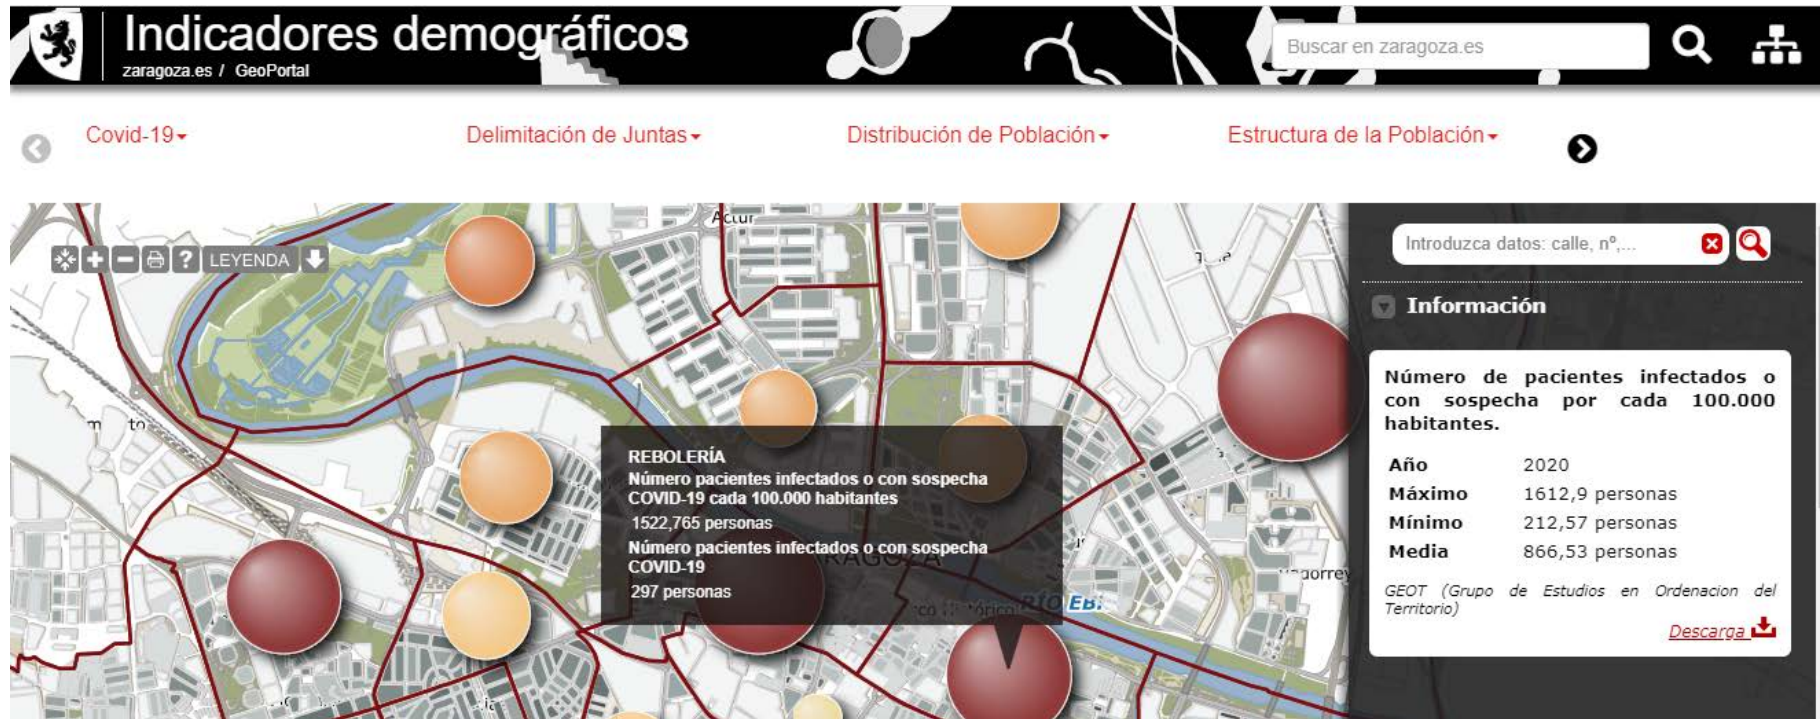 Indicadores demográficos
zaragoza.es / GeoPortal
Buscar en zaragoza.es
Covid-19
Delimitación de Juntas
Distribución de Población
Estructura de la Población
LEYENDA
Actur
Introduzca datos: calle, nº,...
Información
Número de pacientes infectados o
con sospecha por cada 100.000
habitantes.
Año 2020
Máximo 1612,9 personas
Mínimo 212,57 personas
Media 866,53 personas
GEOT (Grupo de Estudios en Ordenacion del
Territorio)
Descarga
REBOLERÍA
Número pacientes infectados o con sospecha
COVID-19 cada 100.000 habitantes
1522,765 personas
Número pacientes infectados o con sospecha
COVID-19
297 personas
RAGOZA
RÍO EB